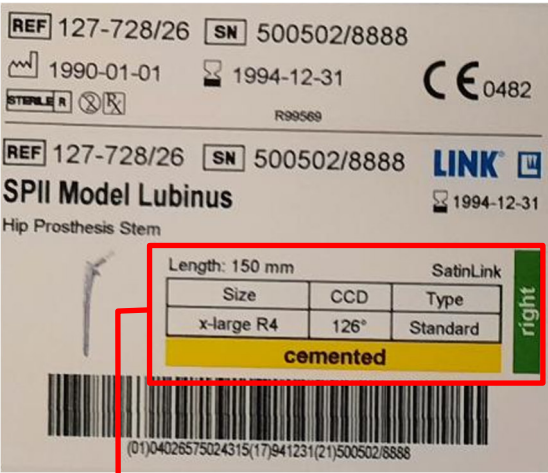 REF 127-728/26 SN 500502/8888
1990-01-01 1994-12-31 CE 0482
STERILE R
R99569
REF 127-728/26 SN 500502/8888 LINK
SPII Model Lubinus 1994-12-31
Hip Prosthesis Stem
Length: 150 mm SatinLink
right
Size CCD Type
x-large R4 126° Standard
cemented
(01)04026575024315(17)941231(21)500502/8888